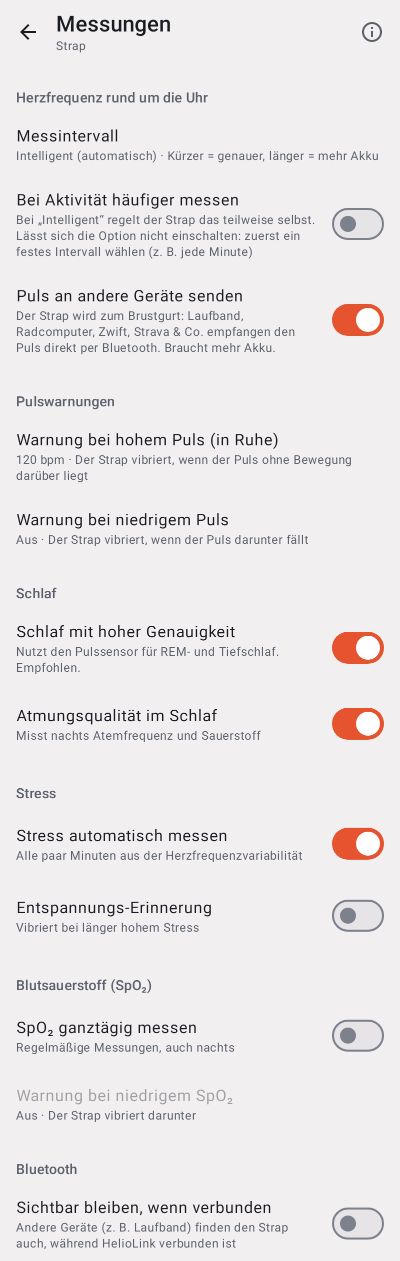 Messungen
Strap
Herzfrequenz rund um die Uhr
Messintervall
Intelligent (automatisch) · Kürzer = genauer, länger = mehr Akku
Bei Aktivität häufiger messen
Bei „Intelligent“ regelt der Strap das teilweise selbst.
Lässt sich die Option nicht einschalten: zuerst ein
festes Intervall wählen (z. B. jede Minute)
Puls an andere Geräte senden
Der Strap wird zum Brustgurt: Laufband,
Radcomputer, Zwift, Strava & Co. empfangen den
Puls direkt per Bluetooth. Braucht mehr Akku.
Pulswarnungen
Warnung bei hohem Puls (in Ruhe)
120 bpm · Der Strap vibriert, wenn der Puls ohne Bewegung
darüber liegt
Warnung bei niedrigem Puls
Aus · Der Strap vibriert, wenn der Puls darunter fällt
Schlaf
Schlaf mit hoher Genauigkeit
Nutzt den Pulssensor für REM- und Tiefschlaf.
Empfohlen.
Atmungsqualität im Schlaf
Misst nachts Atemfrequenz und Sauerstoff
Stress
Stress automatisch messen
Alle paar Minuten aus der Herzfrequenzvariabilität
Entspannungs-Erinnerung
Vibriert bei länger hohem Stress
Blutsauerstoff (SpO₂)
SpO₂ ganztägig messen
Regelmäßige Messungen, auch nachts
Warnung bei niedrigem SpO₂
Aus · Der Strap vibriert darunter
Bluetooth
Sichtbar bleiben, wenn verbunden
Andere Geräte (z. B. Laufband) finden den Strap
auch, während HelioLink verbunden ist